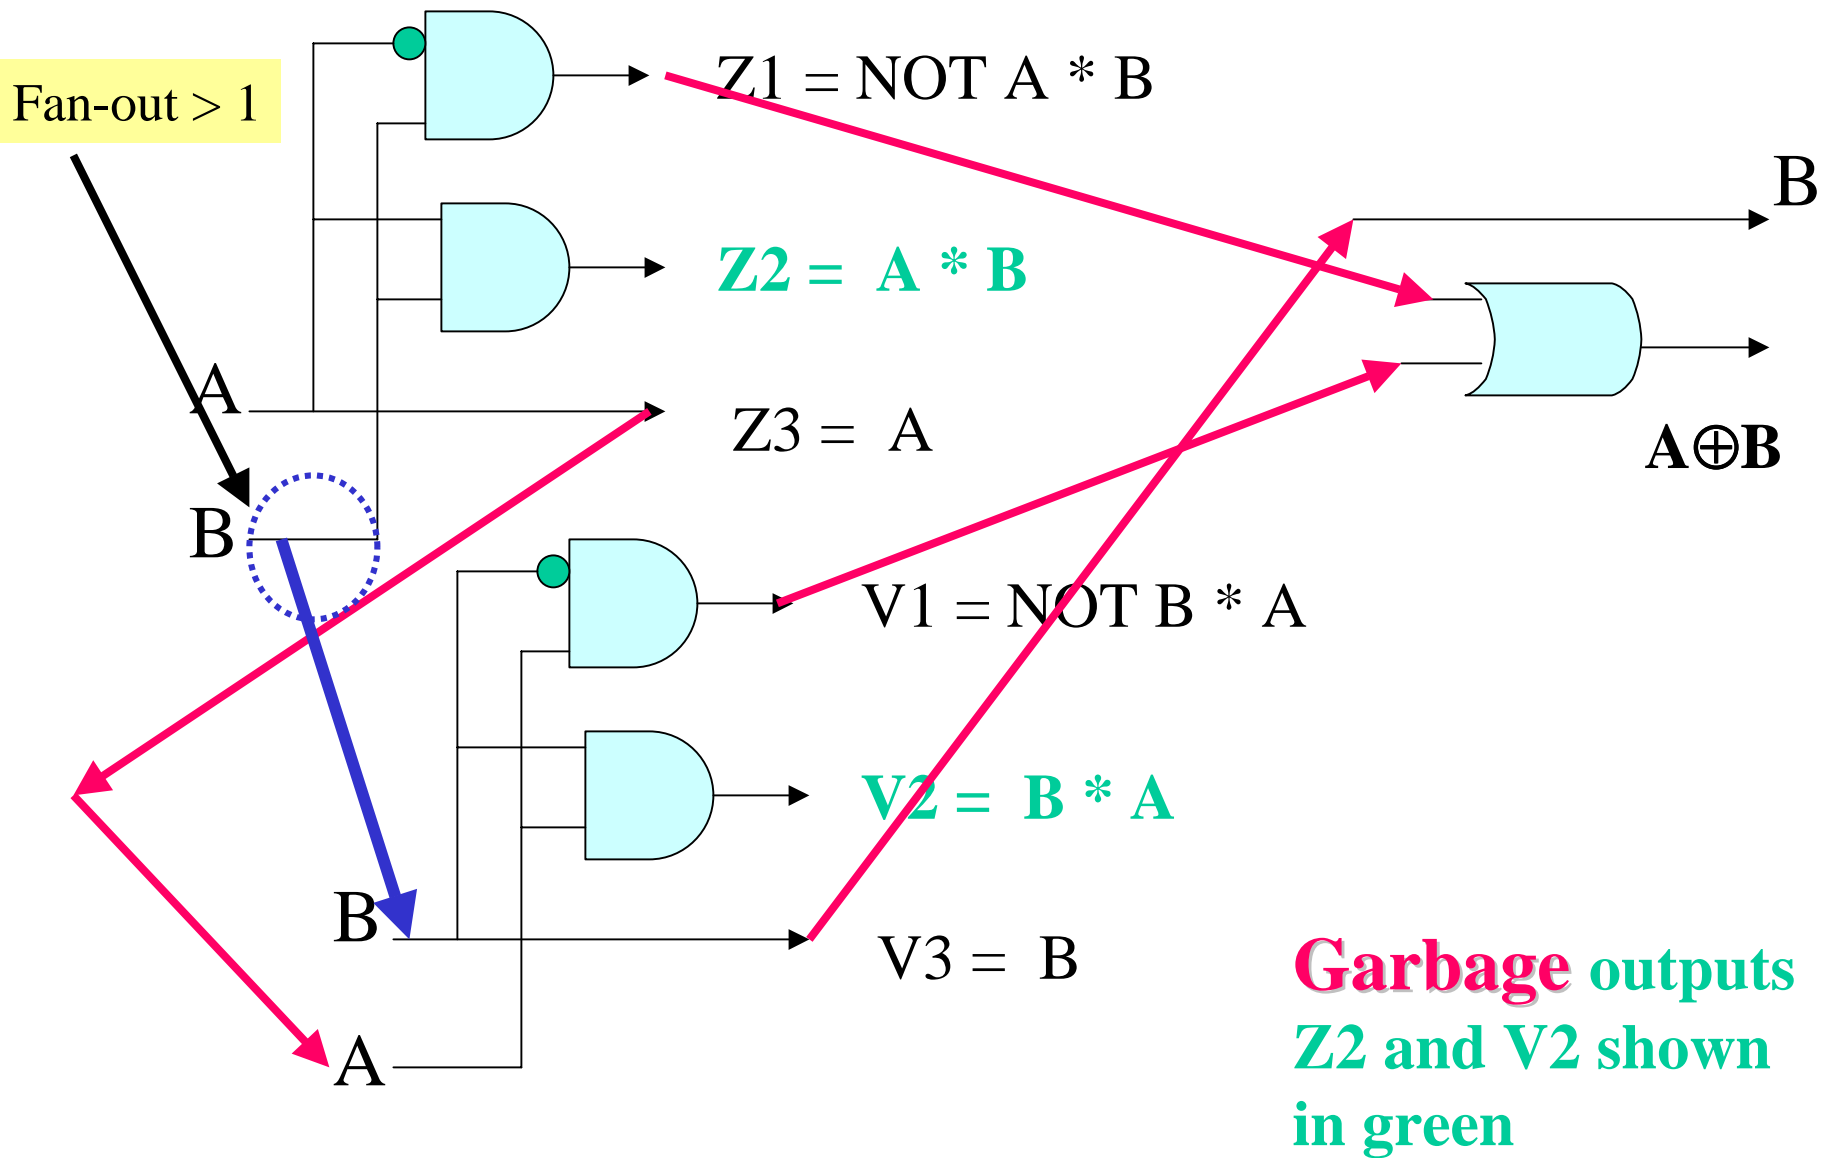 Z1 = NOT A * B
Fan-out > 1
B
Z2 = A * B
A
Z3 = A
A⊕B
B
V1 = NOT B * A
V2 = B * A
B
V3 = B
A
Garbage outputs
Z2 and V2 shown
in green